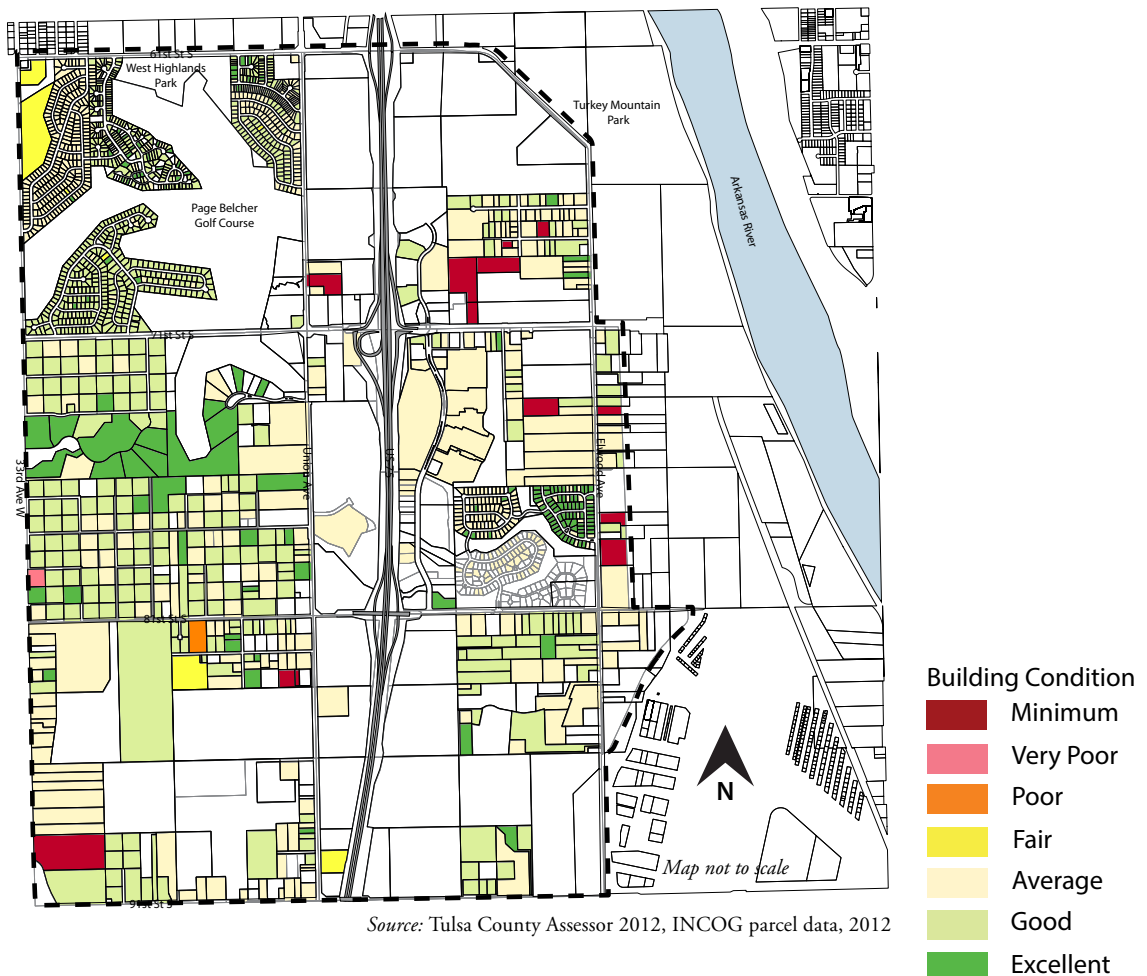 61st St S
West Highlands
Park
Turkey Mountain
Park
Page Belcher
Golf Course
Arkansas River
71st St S
33rd Ave W
Union Ave
US 75
Elwood Ave
81st St S
N
Map not to scale
91st St S
Source: Tulsa County Assessor 2012, INCOG parcel data, 2012
Building Condition
Minimum
Very Poor
Poor
Fair
Average
Good
Excellent